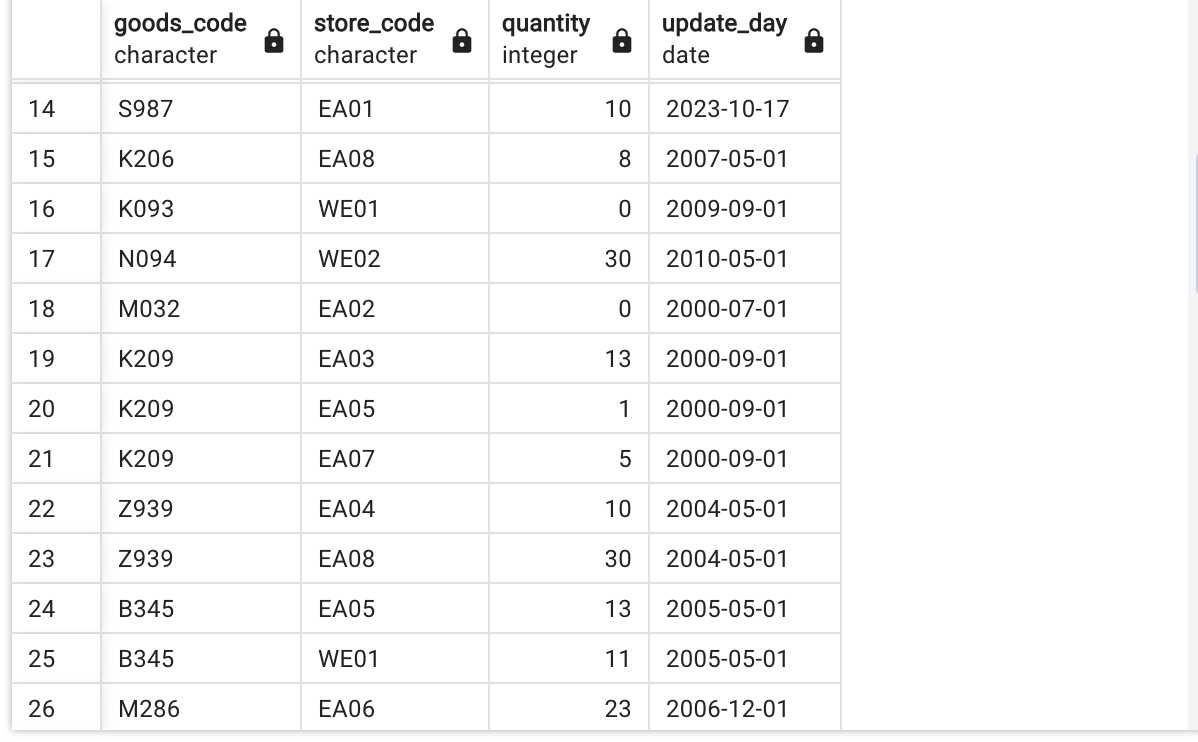 goods_code store_code quantity update_day
character character integer date
14 S987 EA01 10 2023-10-17
15 K206 EA08 8 2007-05-01
16 K093 WE01 0 2009-09-01
17 N094 WE02 30 2010-05-01
18 M032 EA02 0 2000-07-01
19 K209 EA03 13 2000-09-01
20 K209 EA05 1 2000-09-01
21 K209 EA07 5 2000-09-01
22 Z939 EA04 10 2004-05-01
23 Z939 EA08 30 2004-05-01
24 B345 EA05 13 2005-05-01
25 B345 WE01 11 2005-05-01
26 M286 EA06 23 2006-12-01